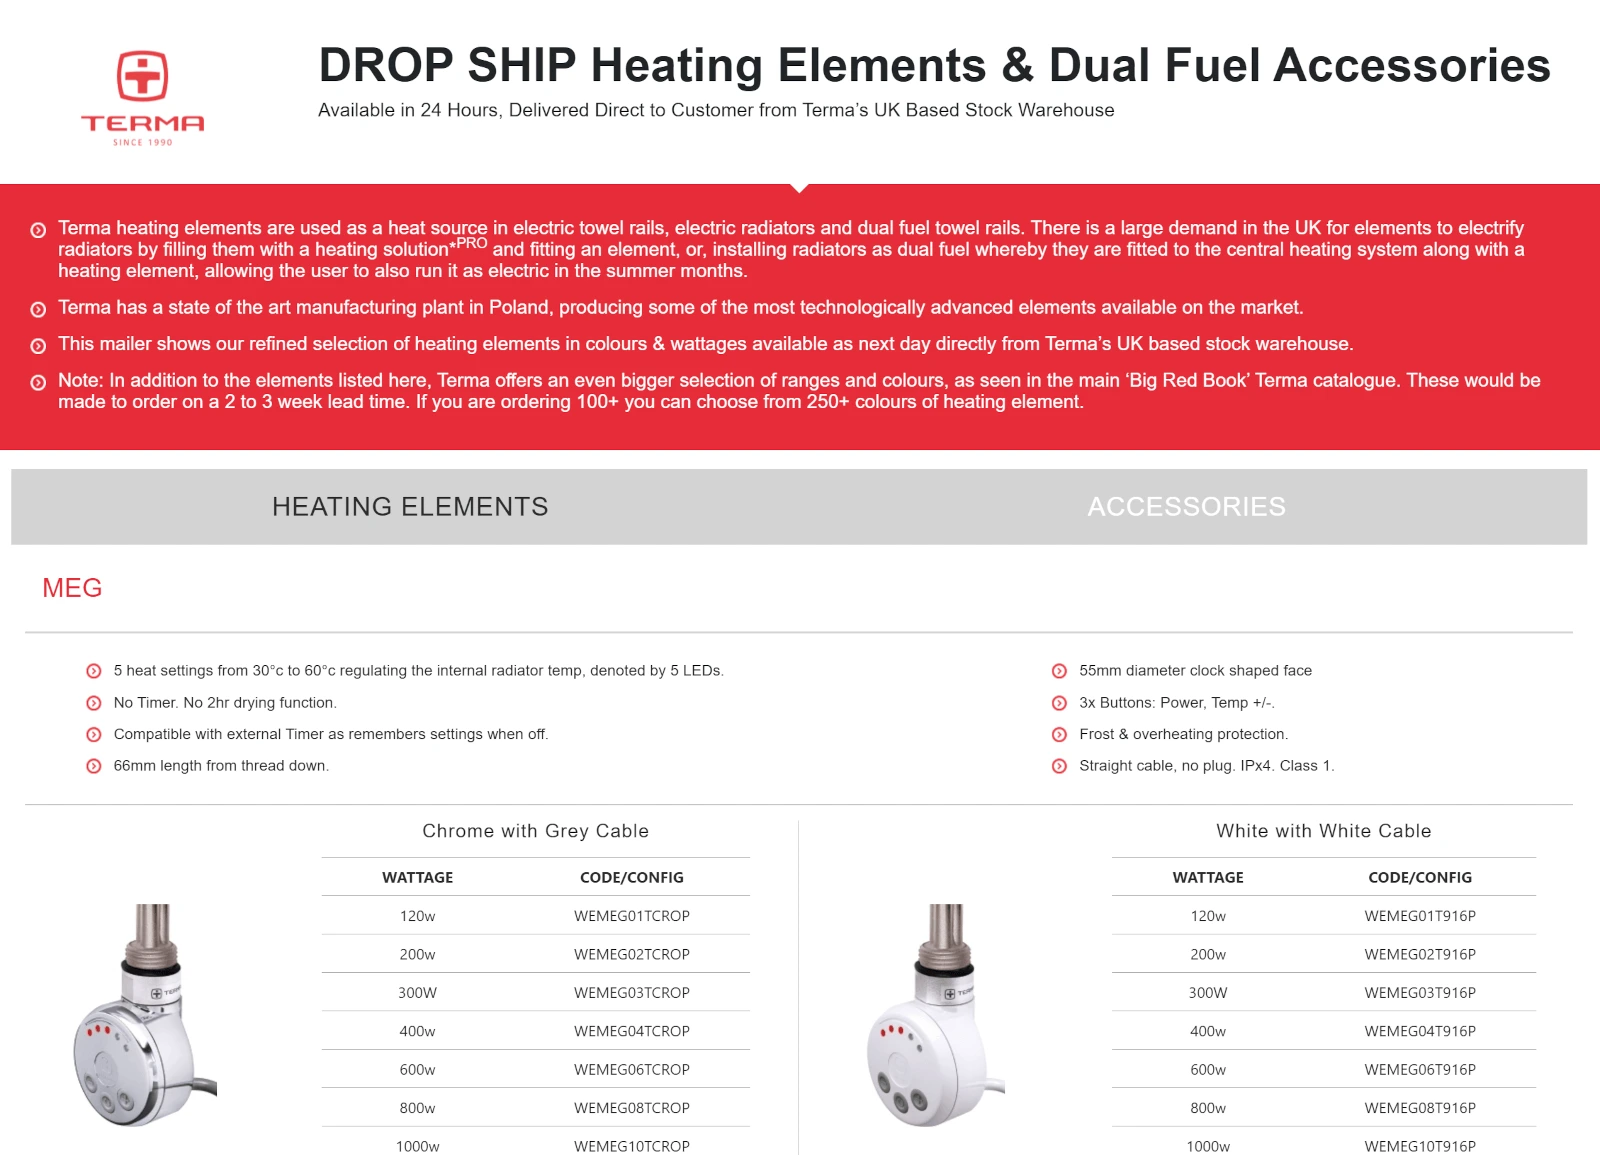 TERMA
SINCE 1990
DROP SHIP Heating Elements & Dual Fuel Accessories
Available in 24 Hours, Delivered Direct to Customer from Terma’s UK Based Stock Warehouse
Terma heating elements are used as a heat source in electric towel rails, electric radiators and dual fuel towel rails. There is a large demand in the UK for elements to electrify
radiators by filling them with a heating solution*PRO and fitting an element, or, installing radiators as dual fuel whereby they are fitted to the central heating system along with a
heating element, allowing the user to also run it as electric in the summer months.
Terma has a state of the art manufacturing plant in Poland, producing some of the most technologically advanced elements available on the market.
This mailer shows our refined selection of heating elements in colours & wattages available as next day directly from Terma’s UK based stock warehouse.
Note: In addition to the elements listed here, Terma offers an even bigger selection of ranges and colours, as seen in the main ‘Big Red Book’ Terma catalogue. These would be
made to order on a 2 to 3 week lead time. If you are ordering 100+ you can choose from 250+ colours of heating element.
HEATING ELEMENTS
ACCESSORIES
MEG
5 heat settings from 30°c to 60°c regulating the internal radiator temp, denoted by 5 LEDs.
No Timer. No 2hr drying function.
Compatible with external Timer as remembers settings when off.
66mm length from thread down.
55mm diameter clock shaped face
3x Buttons: Power, Temp +/-.
Frost & overheating protection.
Straight cable, no plug. IPx4. Class 1.
Chrome with Grey Cable
WATTAGE CODE/CONFIG
120w WEMEG01TCROP
200w WEMEG02TCROP
300W WEMEG03TCROP
400w WEMEG04TCROP
600w WEMEG06TCROP
800w WEMEG08TCROP
1000w WEMEG10TCROP
TERMA
White with White Cable
WATTAGE CODE/CONFIG
120w WEMEG01T916P
200w WEMEG02T916P
300W WEMEG03T916P
400w WEMEG04T916P
600w WEMEG06T916P
800w WEMEG08T916P
1000w WEMEG10T916P
TERMA